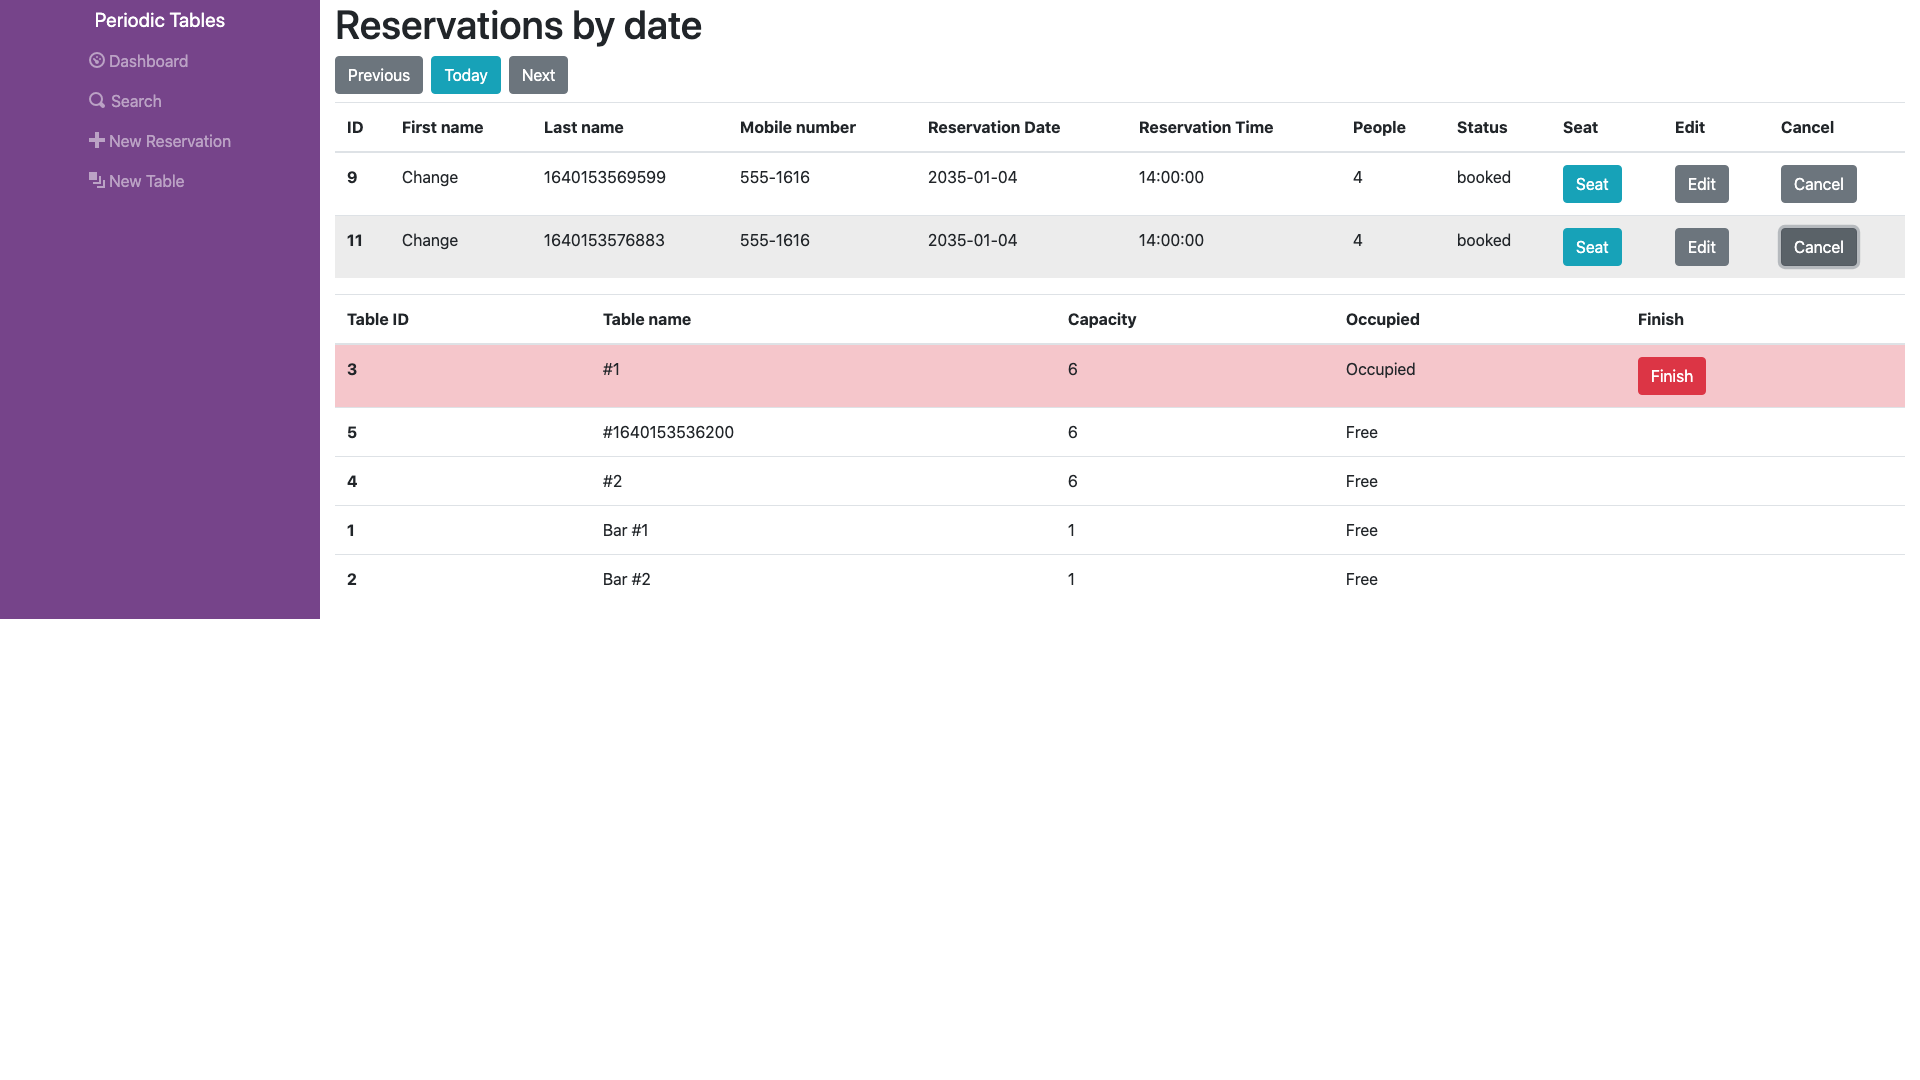 Periodic Tables
Dashboard
Search
New Reservation
New Table
Reservations by date
Previous Today Next
ID First name Last name Mobile number Reservation Date Reservation Time People Status Seat Edit Cancel
9 Change 1640153569599 555-1616 2035-01-04 14:00:00 4 booked Seat Edit Cancel
11 Change 1640153576883 555-1616 2035-01-04 14:00:00 4 booked Seat Edit Cancel
Table ID Table name Capacity Occupied Finish
3 #1 6 Occupied Finish
5 #1640153536200 6 Free
4 #2 6 Free
1 Bar #1 1 Free
2 Bar #2 1 Free